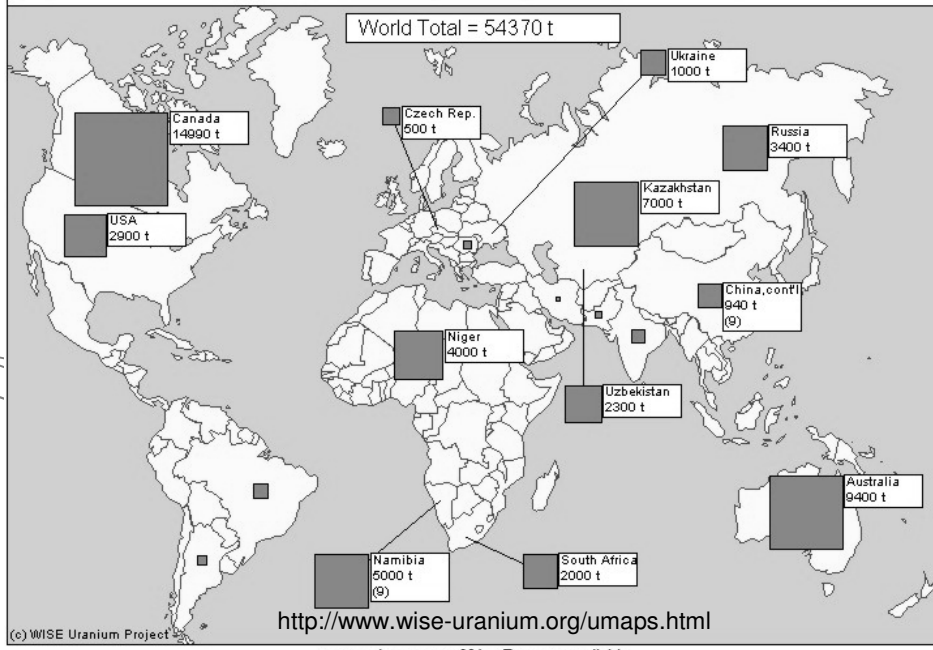 World Total = 54370 t
Ukraine
1000 t
Czech Rep.
500 t
Canada
14990 t
Russia
3400 t
Kazakhstan
7000 t
USA
2900 t
China,cont'l
940 t
(9)
Niger
4000 t
Uzbekistan
2300 t
Australia
9400 t
Namibia
5000 t
(9)
South Africa
2000 t
http://www.wise-uranium.org/umaps.html
(c) WISE Uranium Project